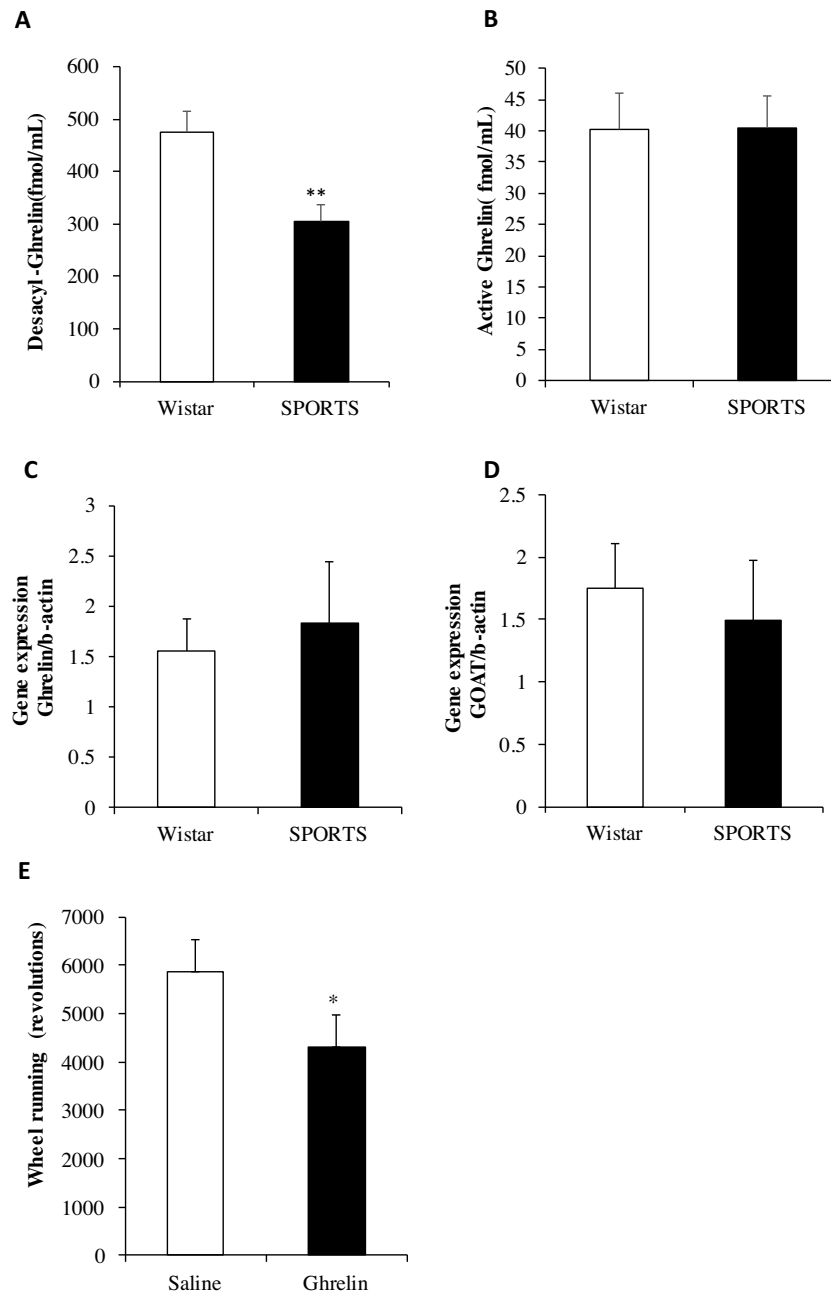 A
Desacyl-Ghrelin(fmol/mL)
600
500
400
300
200
100
0
**
Wistar
SPORTS
B
Active Ghrelin( fmol/mL)
50
45
40
35
30
25
20
15
10
5
0
Wistar
SPORTS
C
Gene expression
Ghrelin/b-actin
3
2.5
2
1.5
1
0.5
0
Wistar
SPORTS
D
Gene expression
GOAT/b-actin
2.5
2
1.5
1
0.5
0
Wistar
SPORTS
E
Wheel running (revolutions)
7000
6000
5000
4000
3000
2000
1000
0
*
Saline
Ghrelin